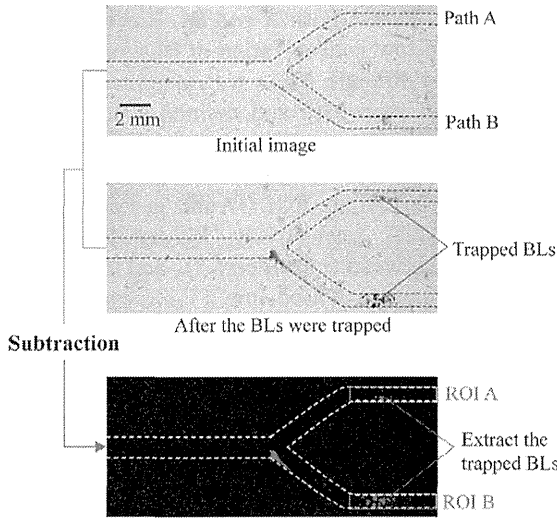 Path A
2 mm
Path B
Initial image
Trapped BLs
After the BLs were trapped
Subtraction
ROI A
Extract the
trapped BLs
ROI B